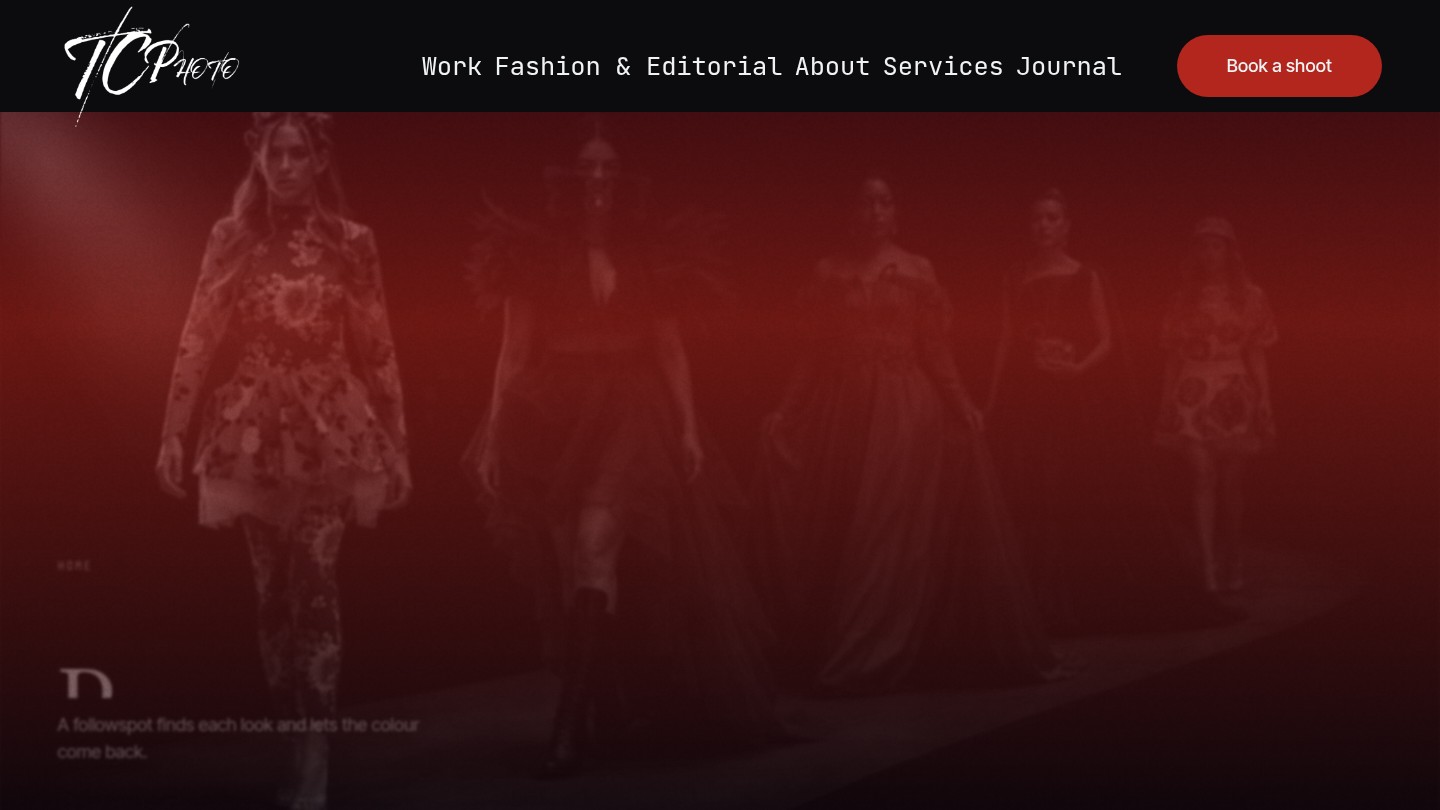 TCPHOTO
Work Fashion & Editorial About Services Journal
Book a shoot
HOME
A followspot finds each look and lets the colour
come back.